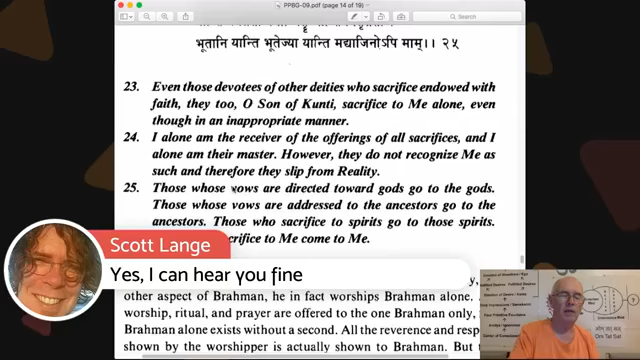 PPBG-09.pdf (page 14 of 19)
Search
भूतानि यान्ति भूतेज्या यान्ति मद्याजिनोऽपि माम्।। २५
23. Even those devotees of other deities who sacrifice endowed with
faith, they too, O Son of Kunti, sacrifice to Me alone, even
though in an inappropriate manner.
24. I alone am the receiver of the offerings of all sacrifices, and I
alone am their master. However, they do not recognize Me as
such and therefore they slip from Reality.
25. Those whose vows are directed toward gods go to the gods.
Those whose vows are addressed to the ancestors go to the
ancestors. Those who sacrifice to spirits go to those spirits.
crifice to Me come to Me.
Scott Lange
Yes, I can hear you fine
other aspect of Brahman, he in fact worships Brahman alone.
worship, ritual, and prayer are offered to the one Brahman only,
Brahman alone exists without a second. All the reverence and resp
shown by the worshipper is actually shown to Brahman. But
Om Tat Sat